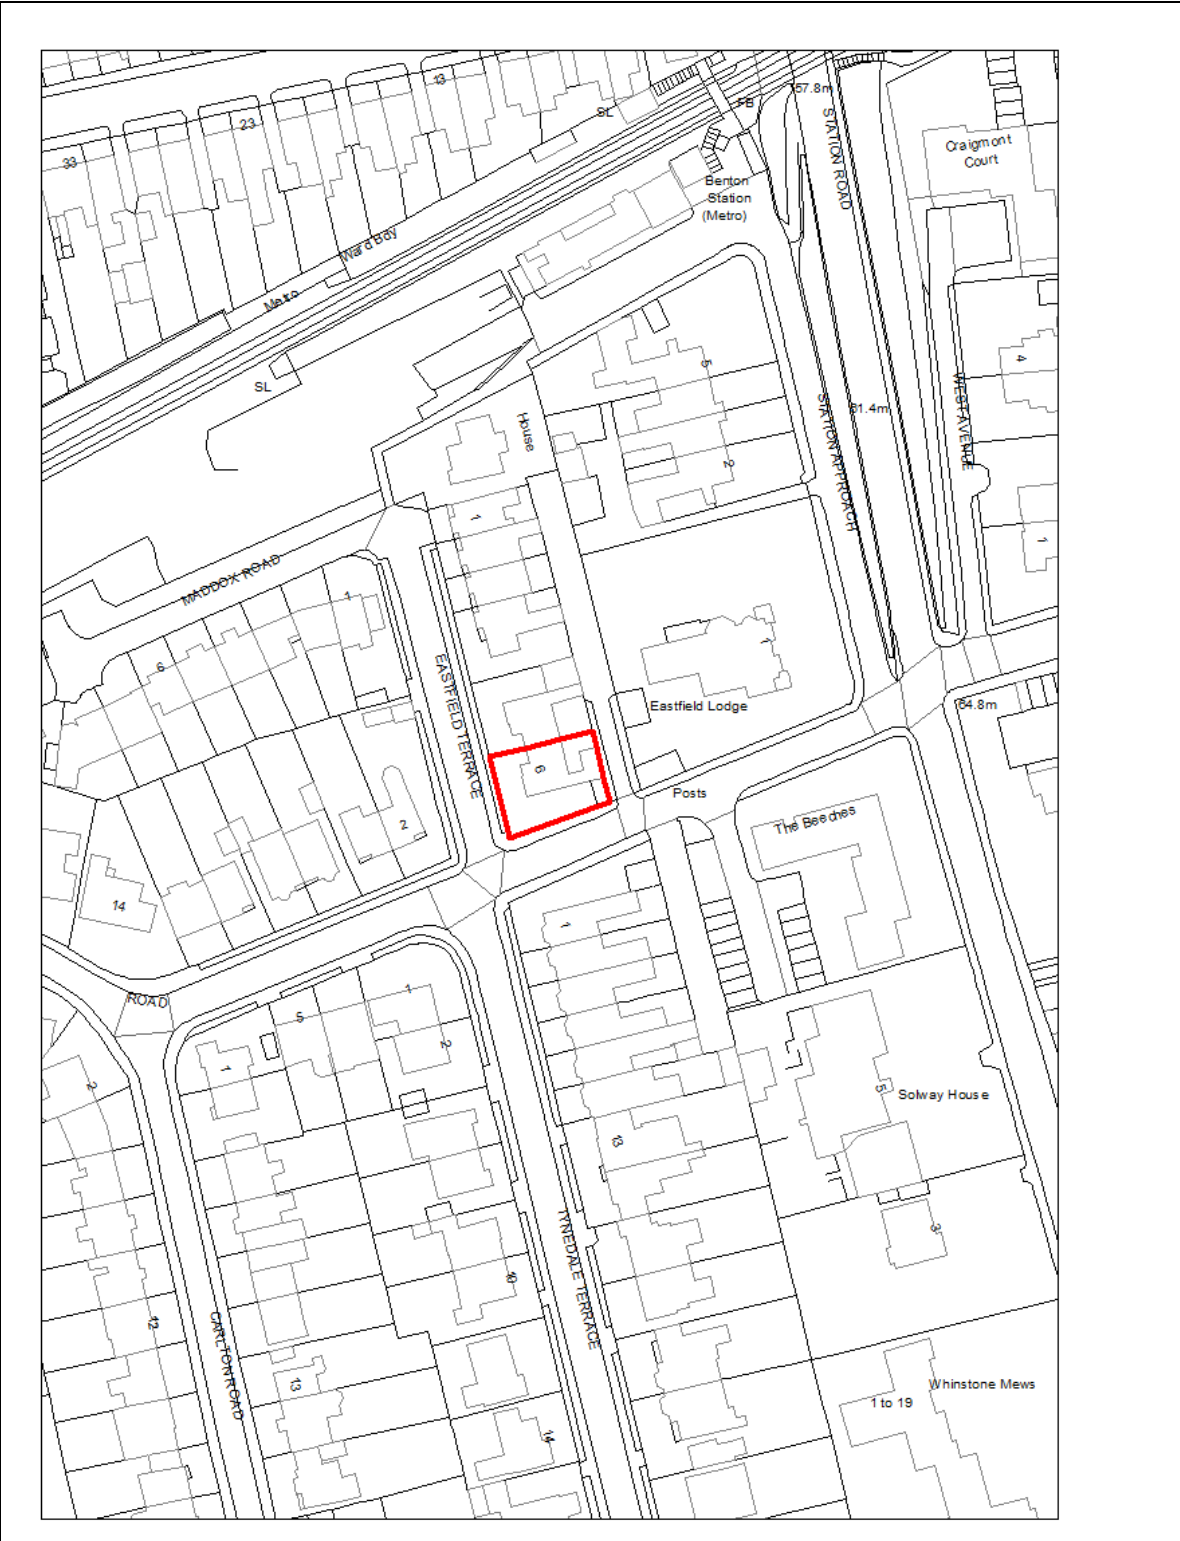 13
SL
FB
57.8m
STATION ROAD
23
33
Craigmont
Court
Benton
Station
(Metro)
Ward Bdy
Metro
SL
5
4
WEST AVENUE
61.4m
STATION APPROACH
House
2
1
1
MADDOX ROAD
1
6
1
EASTFIELD TERRACE
Eastfield Lodge
64.8m
6
Posts
2
The Beeches
14
1
ROAD
1
5
2
1
2
5
Solway House
13
3
TYNEDALE TERRACE
10
12
CARLTON ROAD
13
Whinstone Mews
1 to 19
14